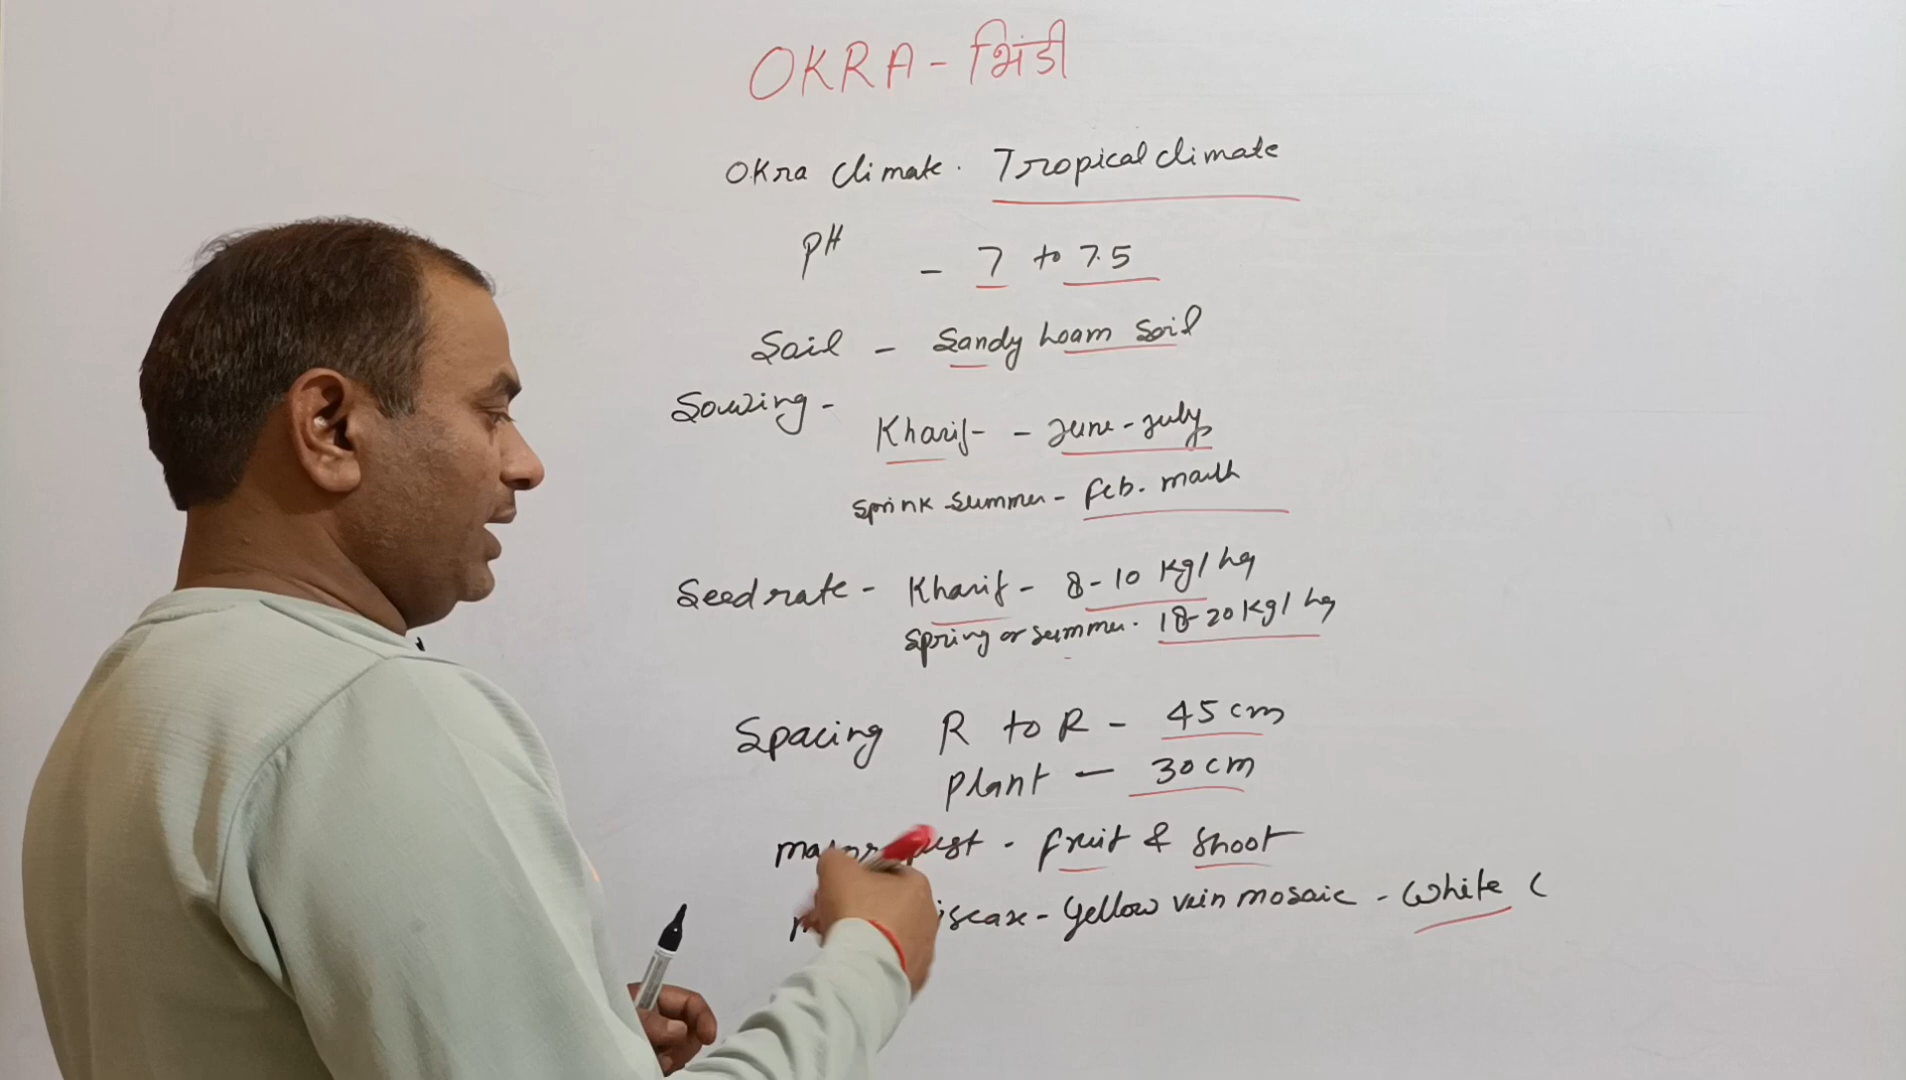 OKRA - भिंडी
Okra climate. Tropical climate
PH - 7 to 7.5
Soil - Sandy Loam Soil
Sowing -
Kharif - - June - July
Sprink Summer - Feb. March
Seed rate - Kharif - 8-10 Kg/ha
Spring or Summer. 18-20 Kg/ha
Spacing R to R - 45 cm
Plant - 30 cm
pest - fruit & shoot
Yellow vein mosaic - White (